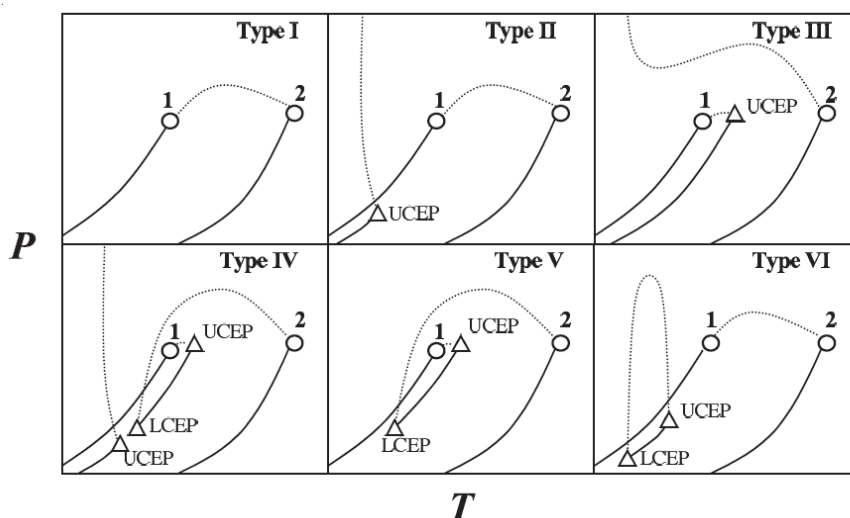 Type I
1
2
Type II
1
2
UCEP
Type III
1
2
UCEP
P
Type IV
1
2
UCEP
LCEP
UCEP
Type V
1
2
UCEP
LCEP
Type VI
1
2
UCEP
LCEP
T